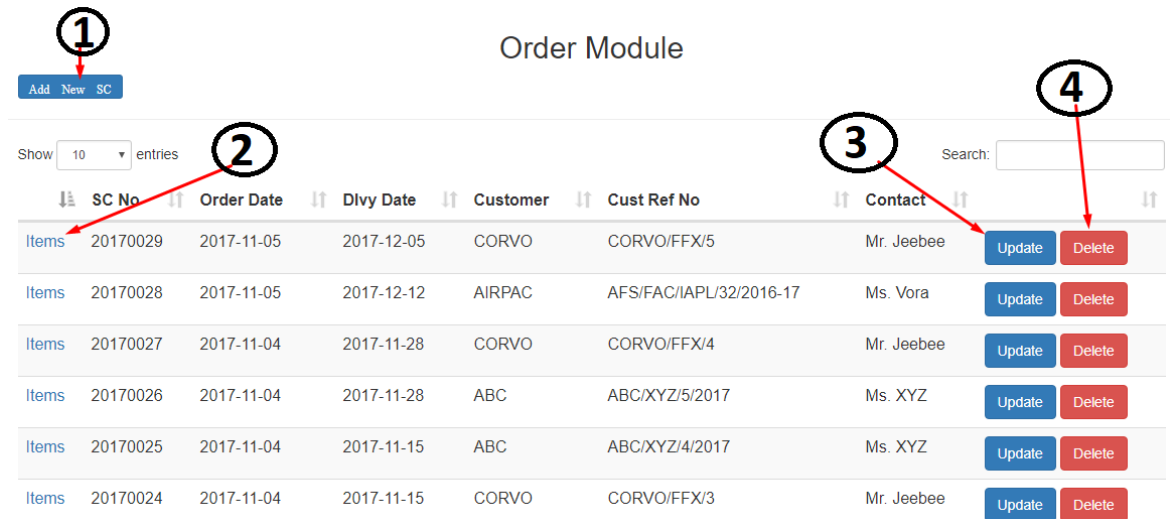 1
Order Module
4
Add New SC
2
3
Show 10 entries
Search:
SC No Order Date Dlvy Date Customer Cust Ref No Contact
Items 20170029 2017-11-05 2017-12-05 CORVO CORVO/FFX/5 Mr. Jeebee Update Delete
Items 20170028 2017-11-05 2017-12-12 AIRPAC AFS/FAC/IAPL/32/2016-17 Ms. Vora Update Delete
Items 20170027 2017-11-04 2017-11-28 CORVO CORVO/FFX/4 Mr. Jeebee Update Delete
Items 20170026 2017-11-04 2017-11-28 ABC ABC/XYZ/5/2017 Ms. XYZ Update Delete
Items 20170025 2017-11-04 2017-11-15 ABC ABC/XYZ/4/2017 Ms. XYZ Update Delete
Items 20170024 2017-11-04 2017-11-15 CORVO CORVO/FFX/3 Mr. Jeebee Update Delete